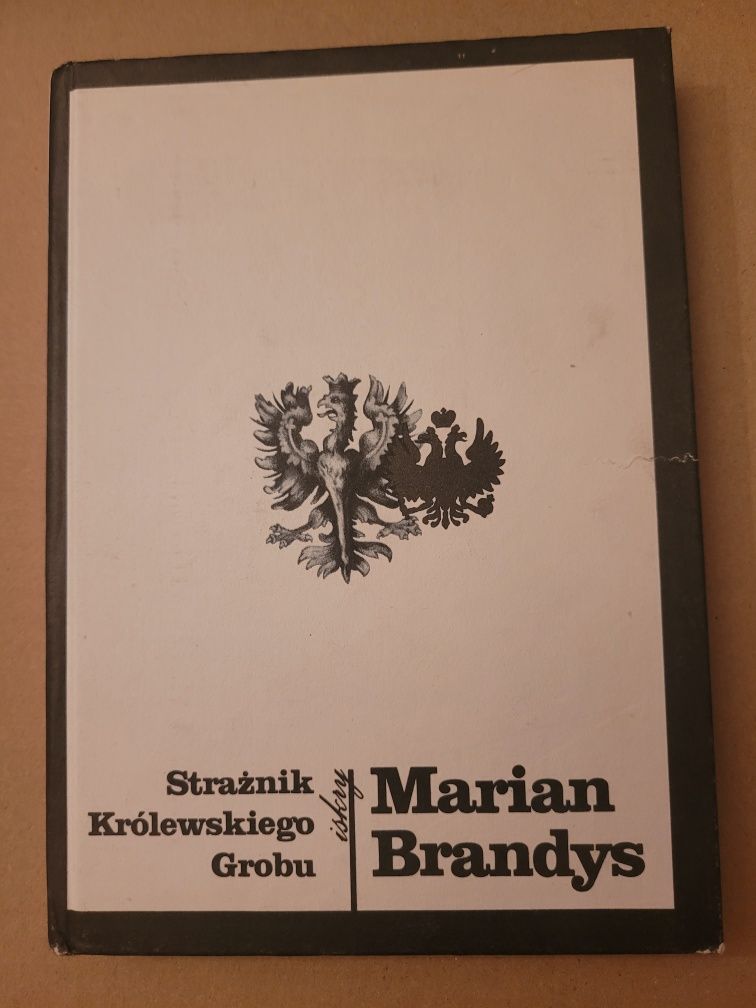 Strażnik
Królewskiego
Grobu
iskry
Marian
Brandys